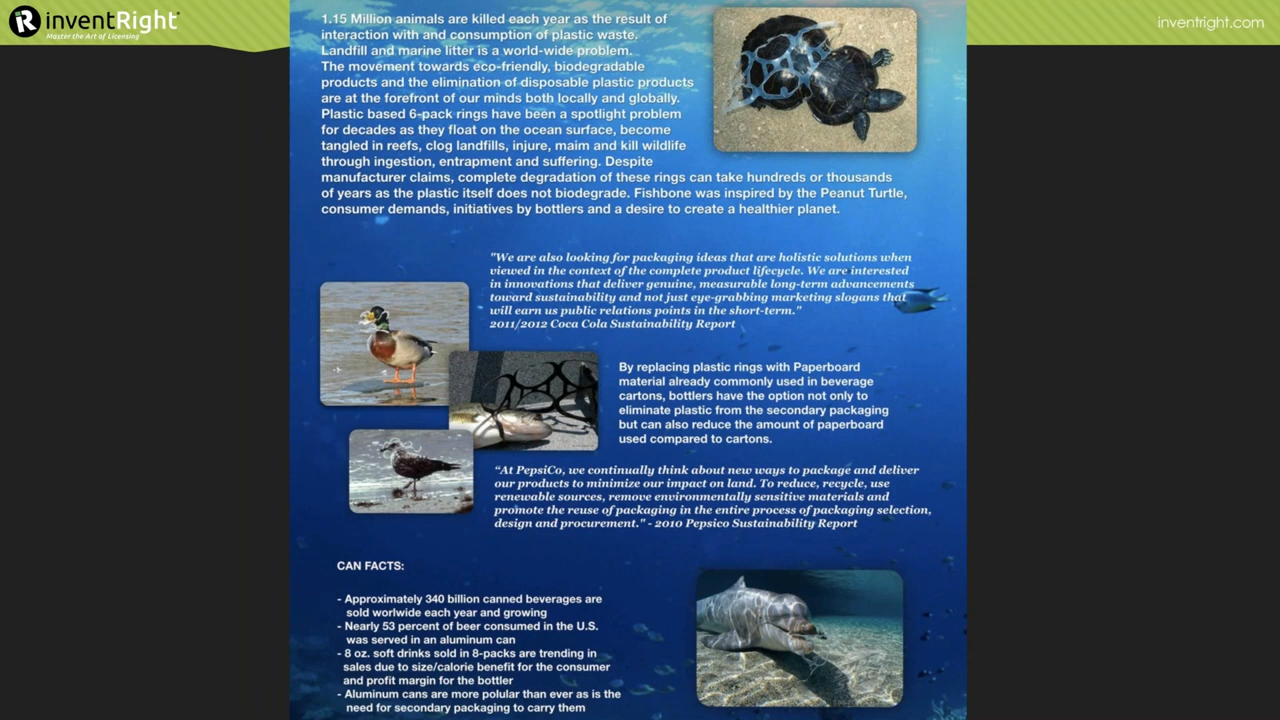 inventRight
Master the Art of Licensing
inventright.com
1.15 Million animals are killed each year as the result of
interaction with and consumption of plastic waste.
Landfill and marine litter is a world-wide problem.
The movement towards eco-friendly, biodegradable
products and the elimination of disposable plastic products
are at the forefront of our minds both locally and globally.
Plastic based 6-pack rings have been a spotlight problem
for decades as they float on the ocean surface, become
tangled in reefs, clog landfills, injure, maim and kill wildlife
through ingestion, entrapment and suffering. Despite
manufacturer claims, complete degradation of these rings can take hundreds or thousands
of years as the plastic itself does not biodegrade. Fishbone was inspired by the Peanut Turtle,
consumer demands, initiatives by bottlers and a desire to create a healthier planet.
"We are also looking for packaging ideas that are holistic solutions when
viewed in the context of the complete product lifecycle. We are interested
in innovations that deliver genuine, measurable long-term advancements
toward sustainability and not just eye-grabbing marketing slogans that
will earn us public relations points in the short-term."
2011/2012 Coca Cola Sustainability Report
By replacing plastic rings with Paperboard
material already commonly used in beverage
cartons, bottlers have the option not only to
eliminate plastic from the secondary packaging
but can also reduce the amount of paperboard
used compared to cartons.
“At PepsiCo, we continually think about new ways to package and deliver
our products to minimize our impact on land. To reduce, recycle, use
renewable sources, remove environmentally sensitive materials and
promote the reuse of packaging in the entire process of packaging selection,
design and procurement." - 2010 Pepsico Sustainability Report
CAN FACTS:
- Approximately 340 billion canned beverages are
sold worlwide each year and growing
- Nearly 53 percent of beer consumed in the U.S.
was served in an aluminum can
- 8 oz. soft drinks sold in 8-packs are trending in
sales due to size/calorie benefit for the consumer
and profit margin for the bottler
- Aluminum cans are more polular than ever as is the
need for secondary packaging to carry them